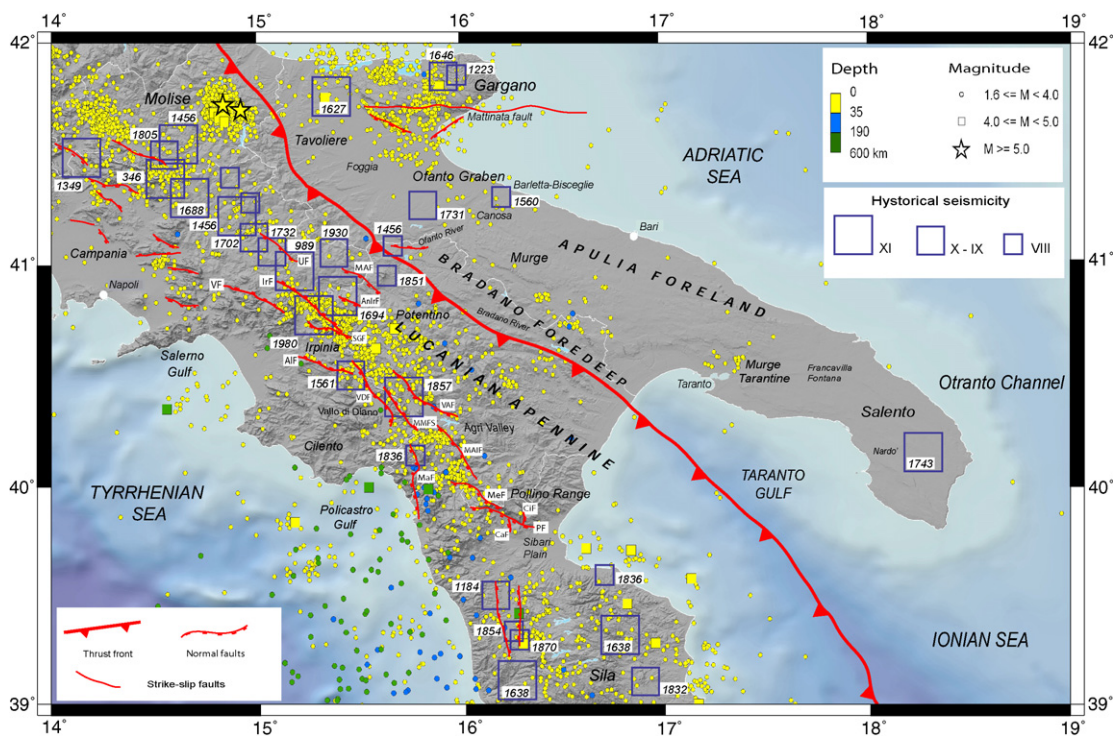 14˚
15
16
17
18
19˚
42˚
42˚
41˚
41˚
40˚
40˚
39˚
39˚
14˚
15
16
17
18
19˚
Depth
0
35
190
600 km
Magnitude
1.6 <= M < 4.0
4.0 <= M < 5.0
M >= 5.0
Hystorical seismicity
XI
X - IX
VIII
1646
1223
Gargano
Molise
1627
Mattinata fault
1456
Tavoliere
1805
Foggia
ADRIATIC
SEA
Ofanto Graben
1349
346
Barletta-Bisceglie
1560
1688
1731
Canosa
1456
1702
1732
1930
1456
Ofanto River
Bari
989
Campania
UF
MAF
Murge
APULIA FORELAND
Napoli
VF
IrF
1851
BRADANO FOREDEEP
AnIrF
Potentino
1694
Bradano River
LUCANIAN APENNINE
1980
Irpinia
SGF
Salerno
Gulf
AlF
1561
1857
Taranto
Murge
Tarantine
Francavilla
Fontana
Otranto Channel
VDF
Vallo di Diano
VAF
Salento
MMFS
Agri Valley
Cilento
1836
MAlF
Nardo'
1743
MaF
TARANTO
GULF
TYRRHENIAN
SEA
Policastro
Gulf
MeF
Pollino Range
CiF
CaF
PF
Sibari
Plain
1184
1836
1854
1870
1638
IONIAN SEA
1638
Sila
1832
Thrust front
Normal faults
Strike-slip faults